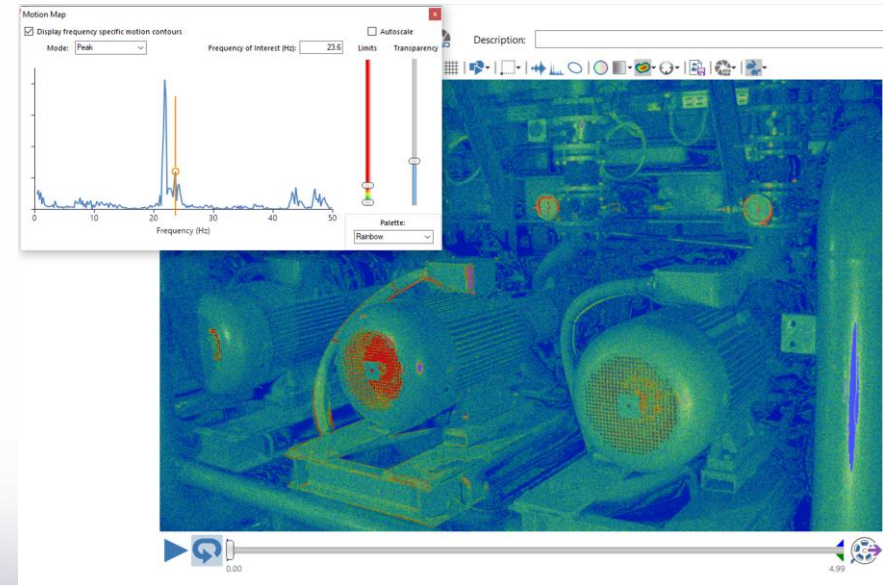 Motion Map
x
Display frequency specific motion contours
Autoscale
Mode: Peak
Frequency of Interest (Hz): 23.6
Limits
Transparency
0 10 20 30 40 50
Frequency (Hz)
Palette:
Rainbow
Description:
0.00
4.99